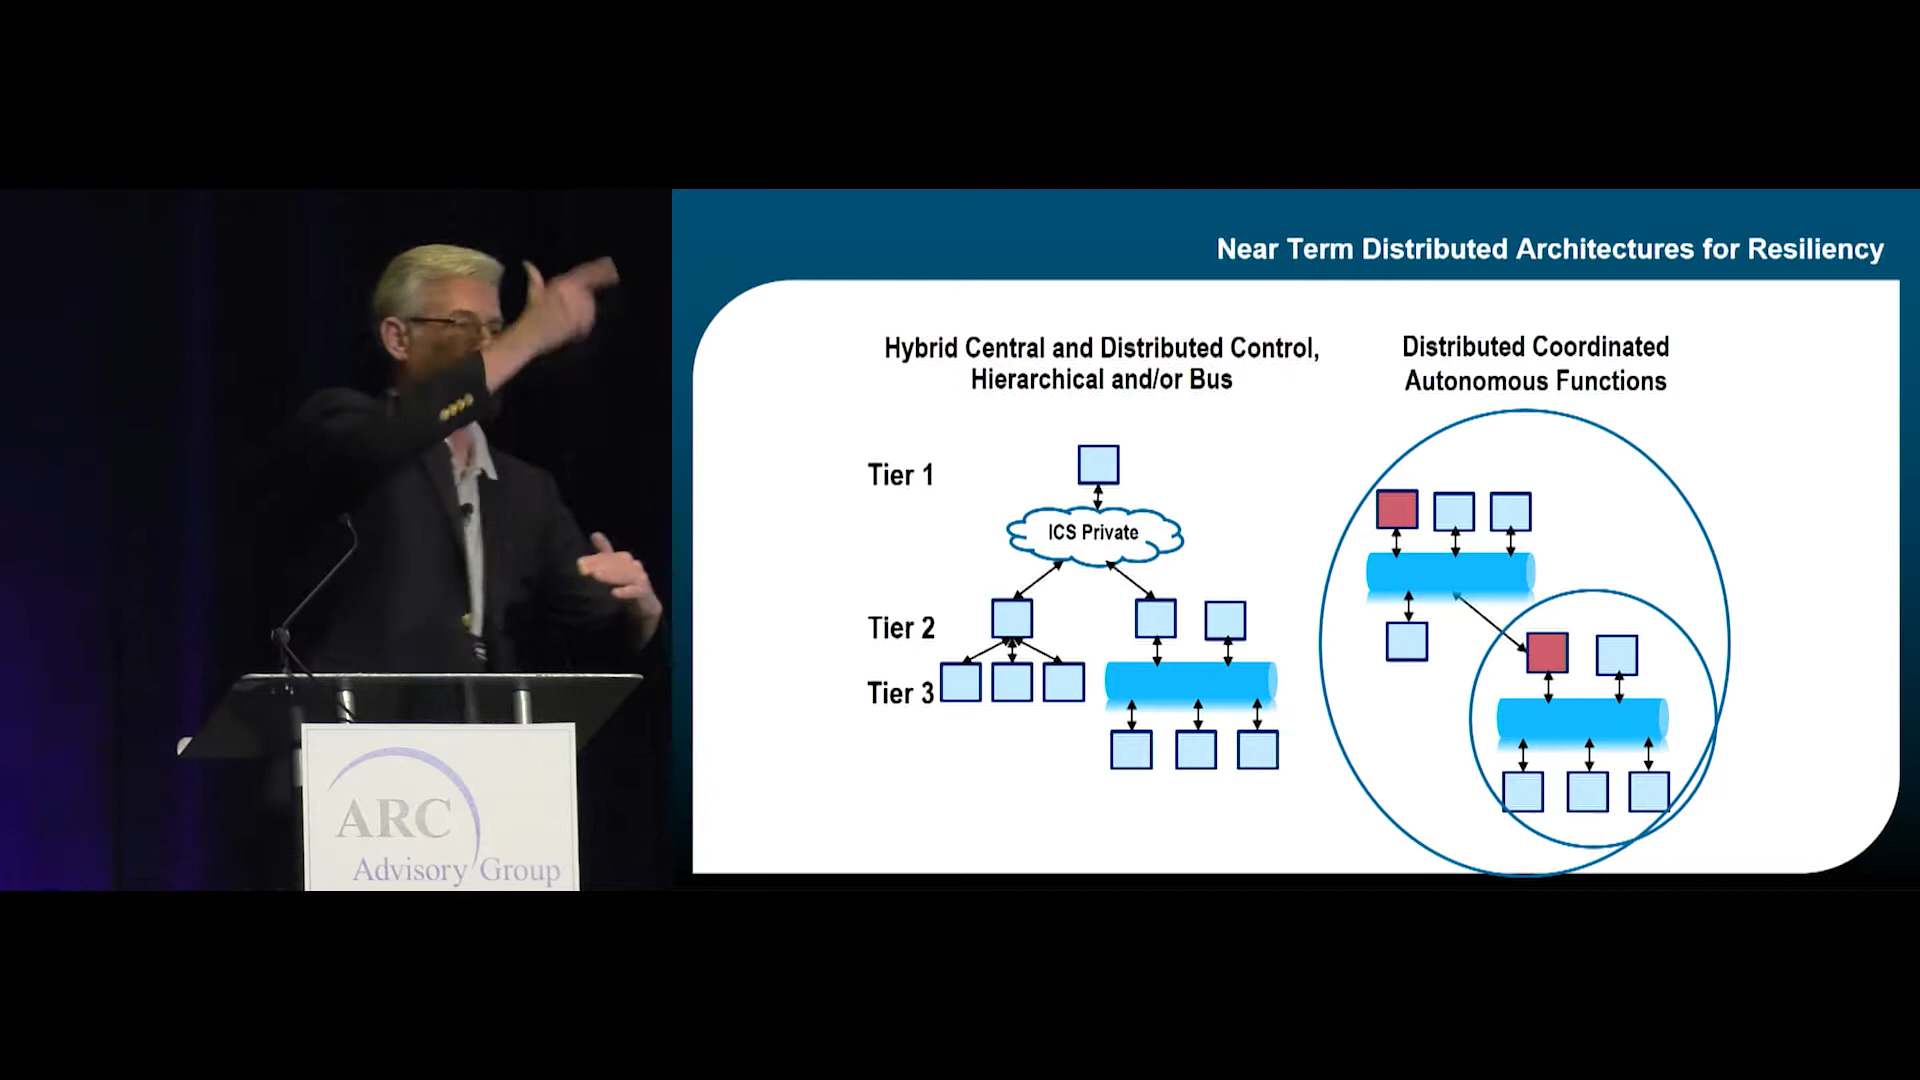 Near Term Distributed Architectures for Resiliency
Hybrid Central and Distributed Control,
Hierarchical and/or Bus
Distributed Coordinated
Autonomous Functions
Tier 1
ICS Private
Tier 2
Tier 3
ARC
Advisory Group